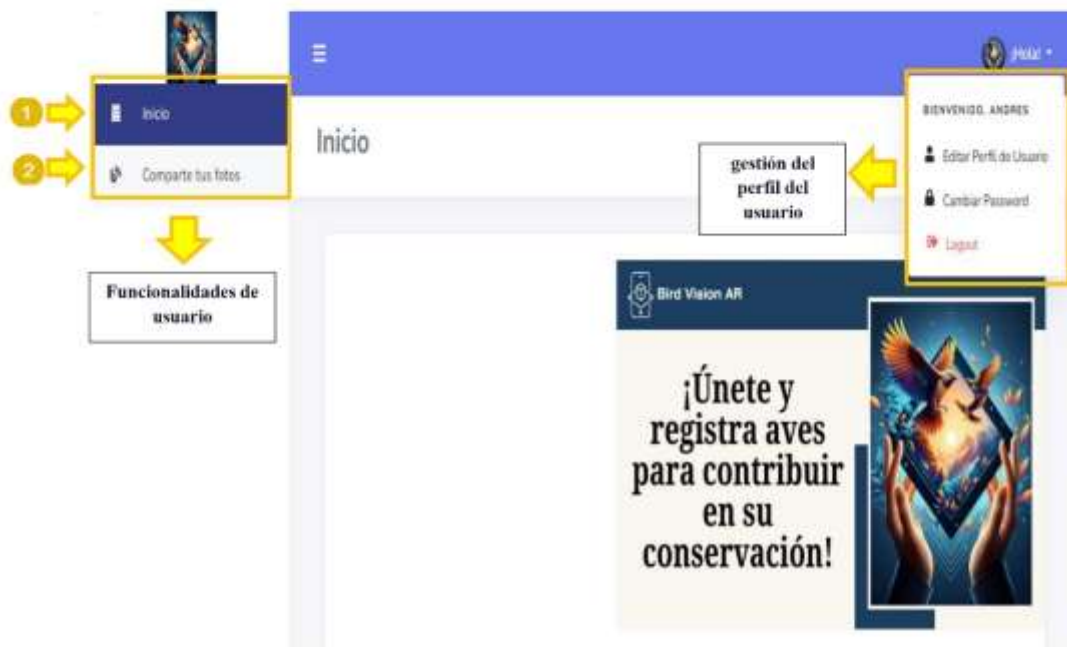 ¡Hola!
1
Inicio
2
Comparte tus fotos
Funcionalidades de
usuario
Inicio
gestión del
perfil del
usuario
BIENVENIDO, ANDRES
Editar Perfil de Usuario
Cambiar Password
Logout
Bird Vision AR
¡Únete y
registra aves
para contribuir
en su
conservación!